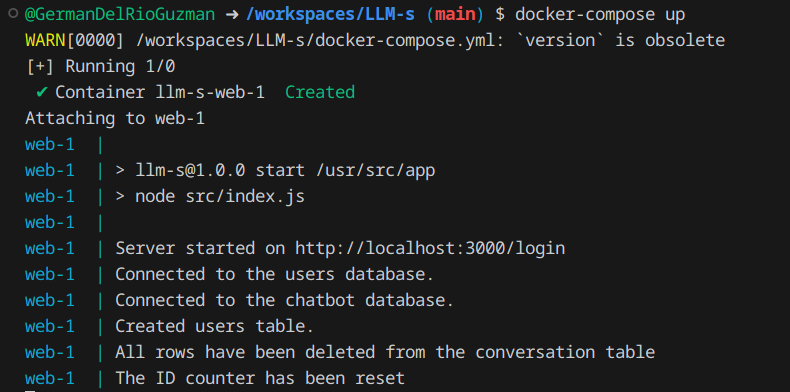 @GermanDelRioGuzman ➜ /workspaces/LLM-s (main) $ docker-compose up
WARN[0000] /workspaces/LLM-s/docker-compose.yml: `version` is obsolete
[+] Running 1/0
✔ Container llm-s-web-1  Created
Attaching to web-1
web-1  |
web-1  | > llm-s@1.0.0 start /usr/src/app
web-1  | > node src/index.js
web-1  |
web-1  | Server started on http://localhost:3000/login
web-1  | Connected to the users database.
web-1  | Connected to the chatbot database.
web-1  | Created users table.
web-1  | All rows have been deleted from the conversation table
web-1  | The ID counter has been reset